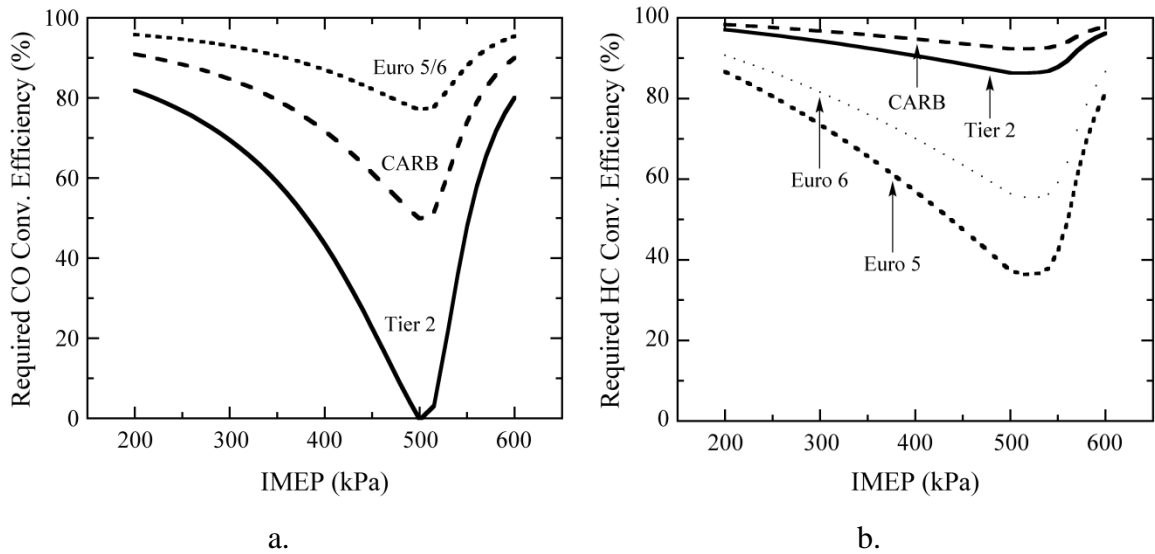 Required CO Conv. Efficiency (%)
100
80
60
40
20
0
Euro 5/6
CARB
Tier 2
200 300 400 500 600
IMEP (kPa)
a.
Required HC Conv. Efficiency (%)
100
80
60
40
20
0
CARB
Tier 2
Euro 6
Euro 5
200 300 400 500 600
IMEP (kPa)
b.